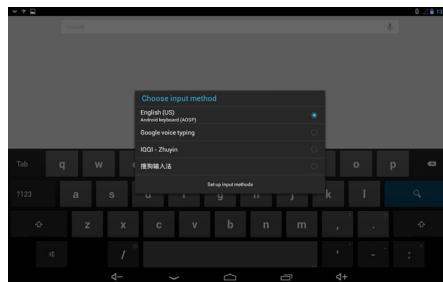 Choose input method
English (US)
Android keyboard (AOSP)
Google voice typing
IQQI - Zhuyin
搜狗输入法
Set up input methods
Tab q w o p
?123 a s d y j k l
z x c v b n m , .
/ ' - :